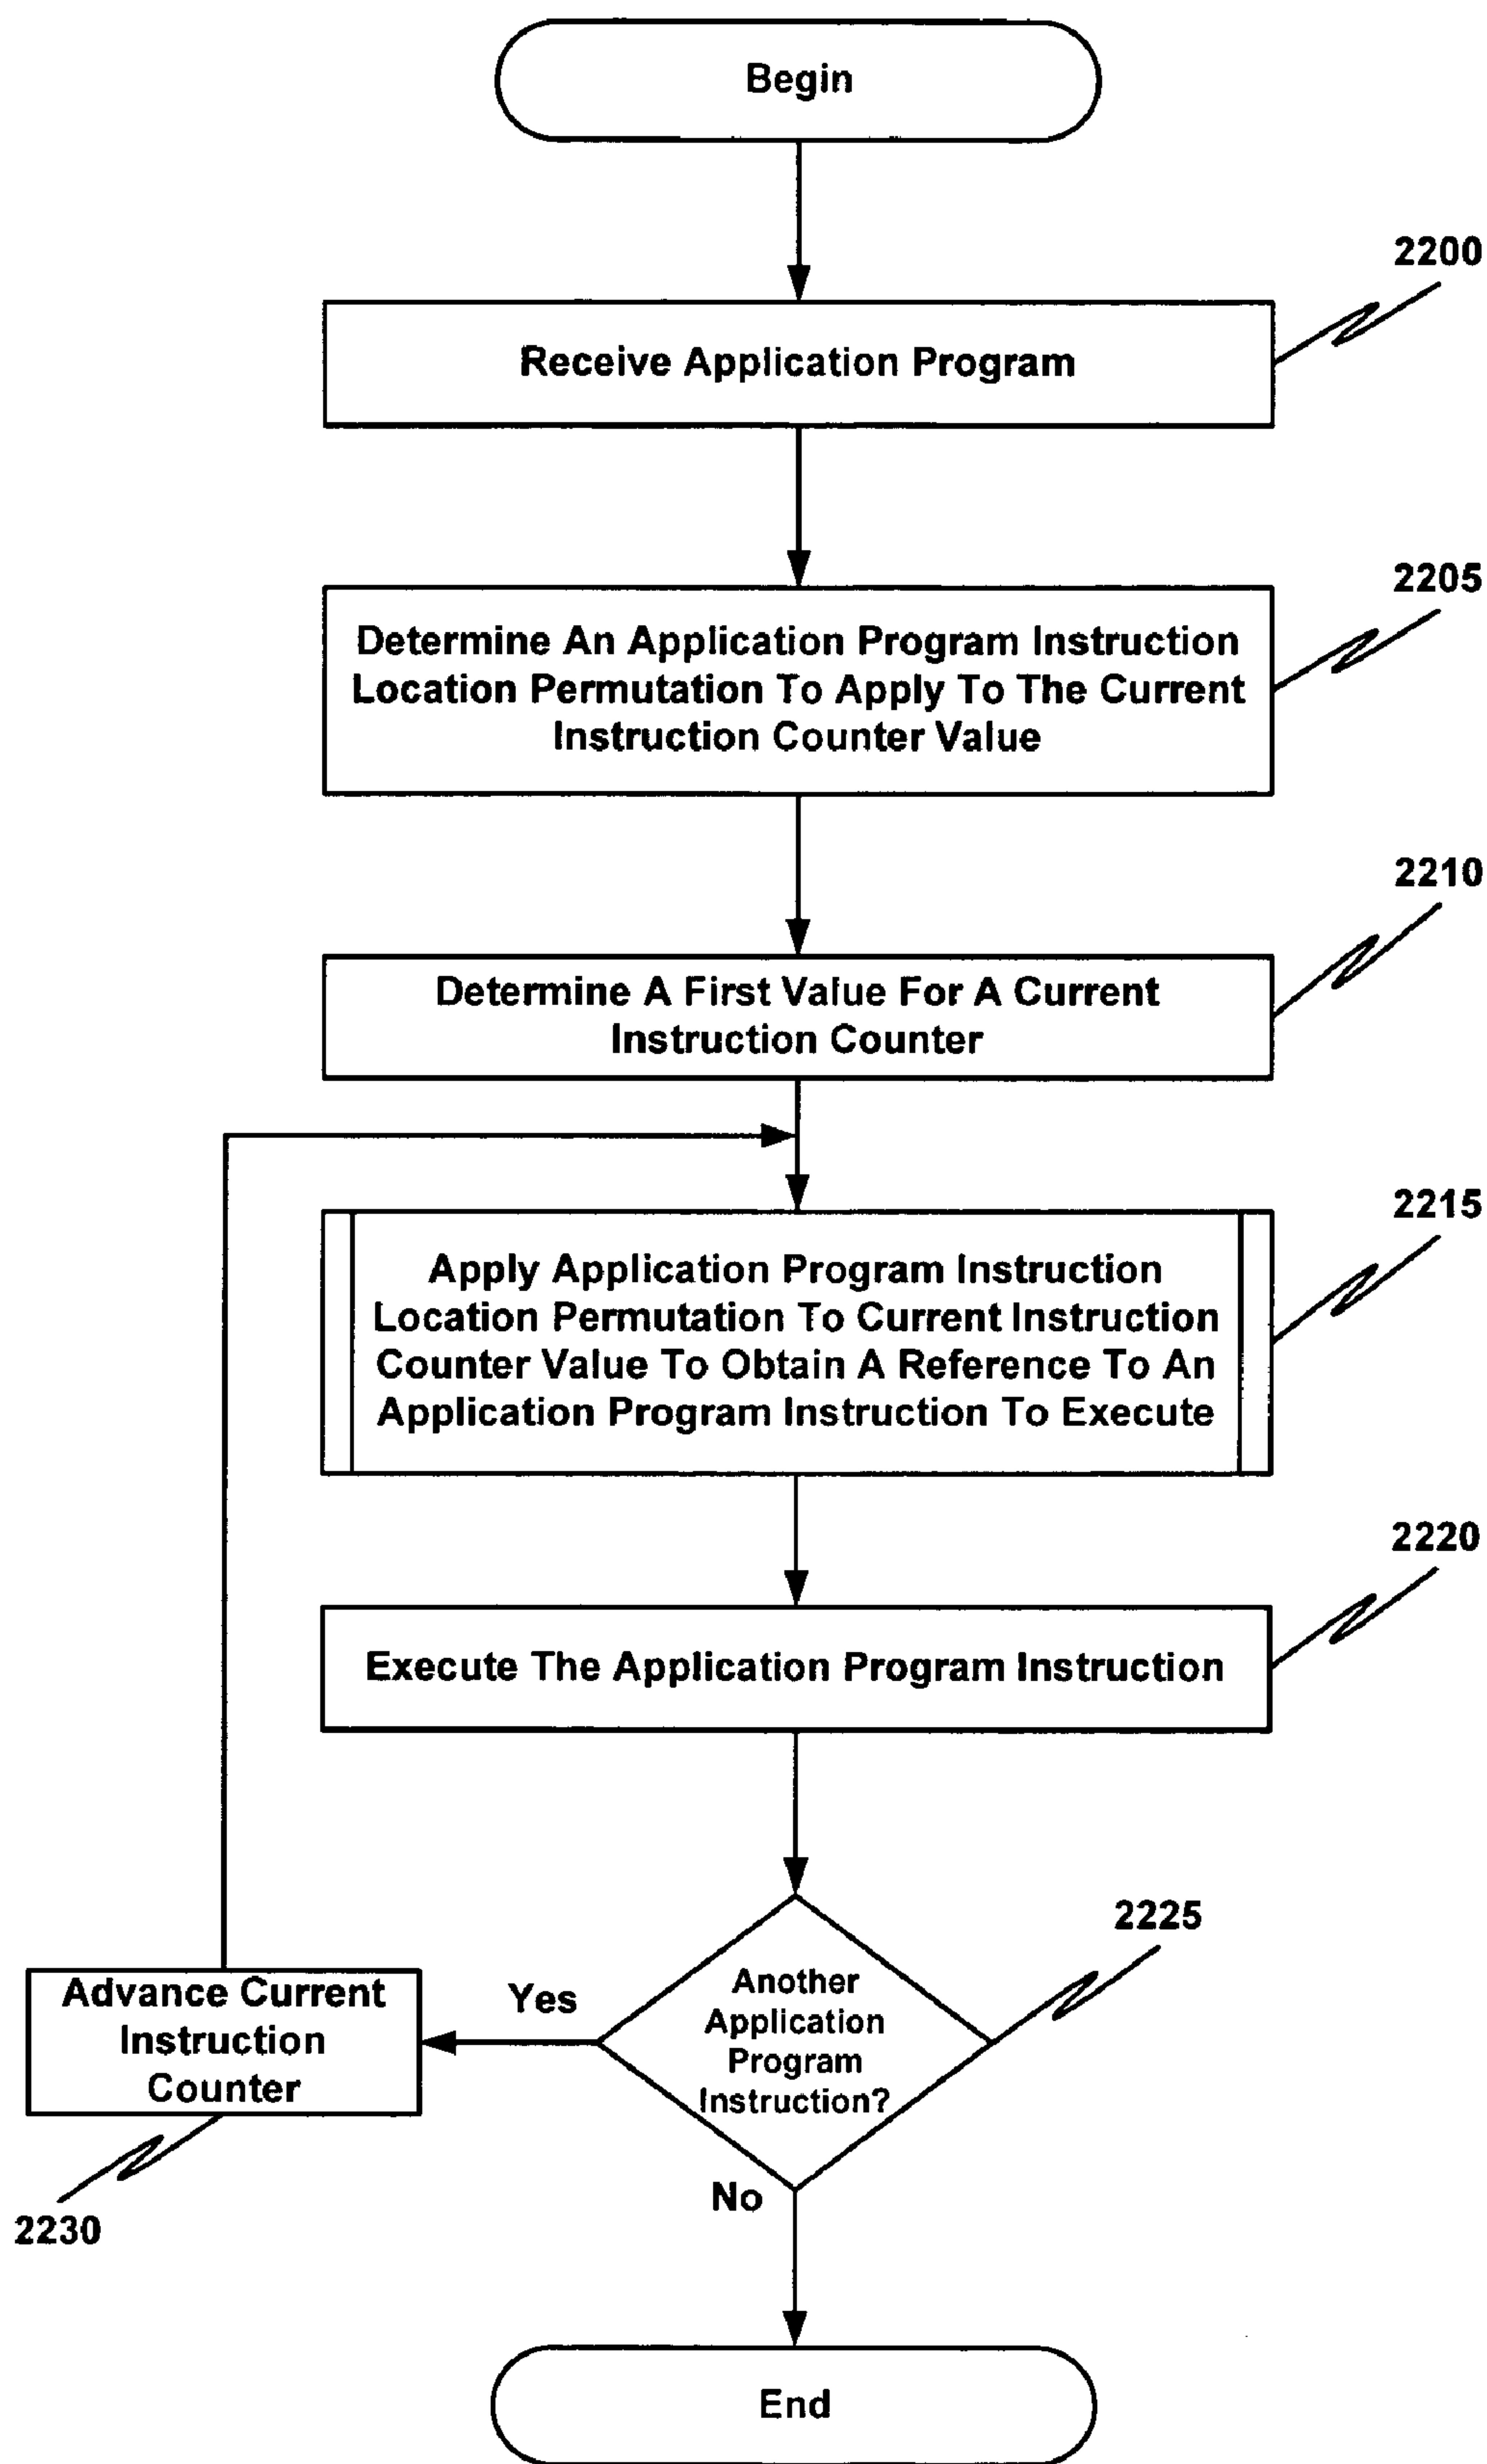 Begin
2200
Receive Application Program
2205
Determine An Application Program Instruction
Location Permutation To Apply To The Current
Instruction Counter Value
2210
Determine A First Value For A Current
Instruction Counter
2215
Apply Application Program Instruction
Location Permutation To Current Instruction
Counter Value To Obtain A Reference To An
Application Program Instruction To Execute
2220
Execute The Application Program Instruction
2225
Another
Application
Program
Instruction?
Yes
Advance Current
Instruction
Counter
2230
No
End